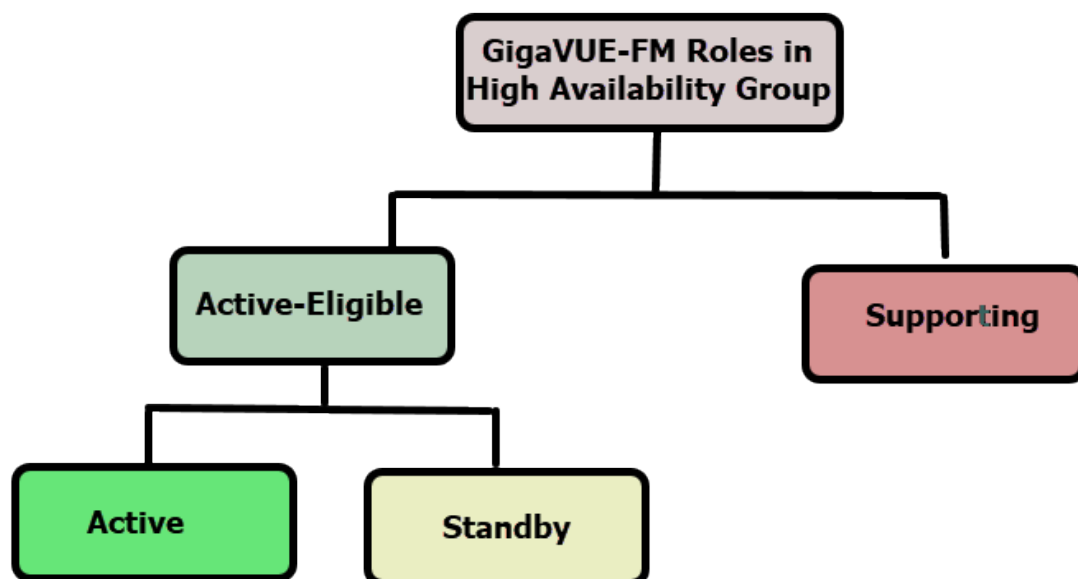 GigaVUE-FM Roles in
High Availability Group
Active-Eligible
Supporting
Active
Standby